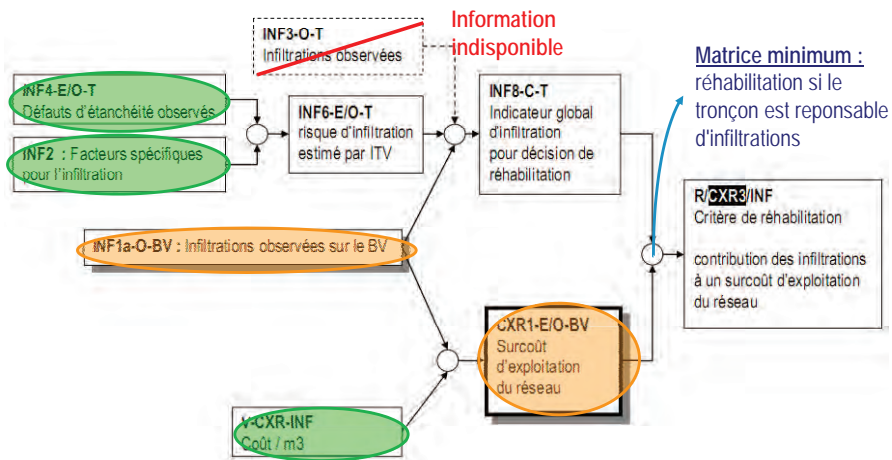 Information
indisponible
INF3-O-T
Infiltrations observées
Matrice minimum :
réhabilitation si le
tronçon est reponsable
d'infiltrations
INF4-E/O-T
Défauts d'étanchéité observés
INF2 : Facteurs spécifiques
pour l'infiltration
INF6-E/O-T
risque d'infiltration
estimé par ITV
INF8-C-T
Indicateur global
d'infiltration
pour décision de
réhabilitation
R/CXR3/INF
Critère de réhabilitation
contribution des infiltrations
à un surcoût d'exploitation
du réseau
INF1a-O-BV : Infiltrations observées sur le BV
CXR1-E/O-BV
Surcoût
d'exploitation
du réseau
V-CXR-INF
Coût / m3